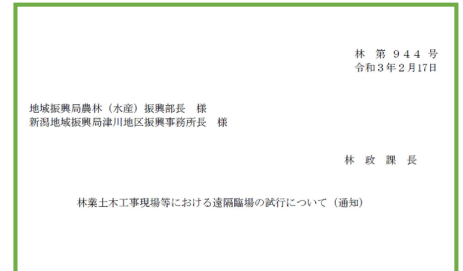 林 第 944 号
令和3年2月17日
地域振興局農林（水産）振興部長 様
新潟地域振興局津川地区振興事務所長 様
林 政 課 長
林業土木工事現場等における遠隔臨場の試行について（通知）